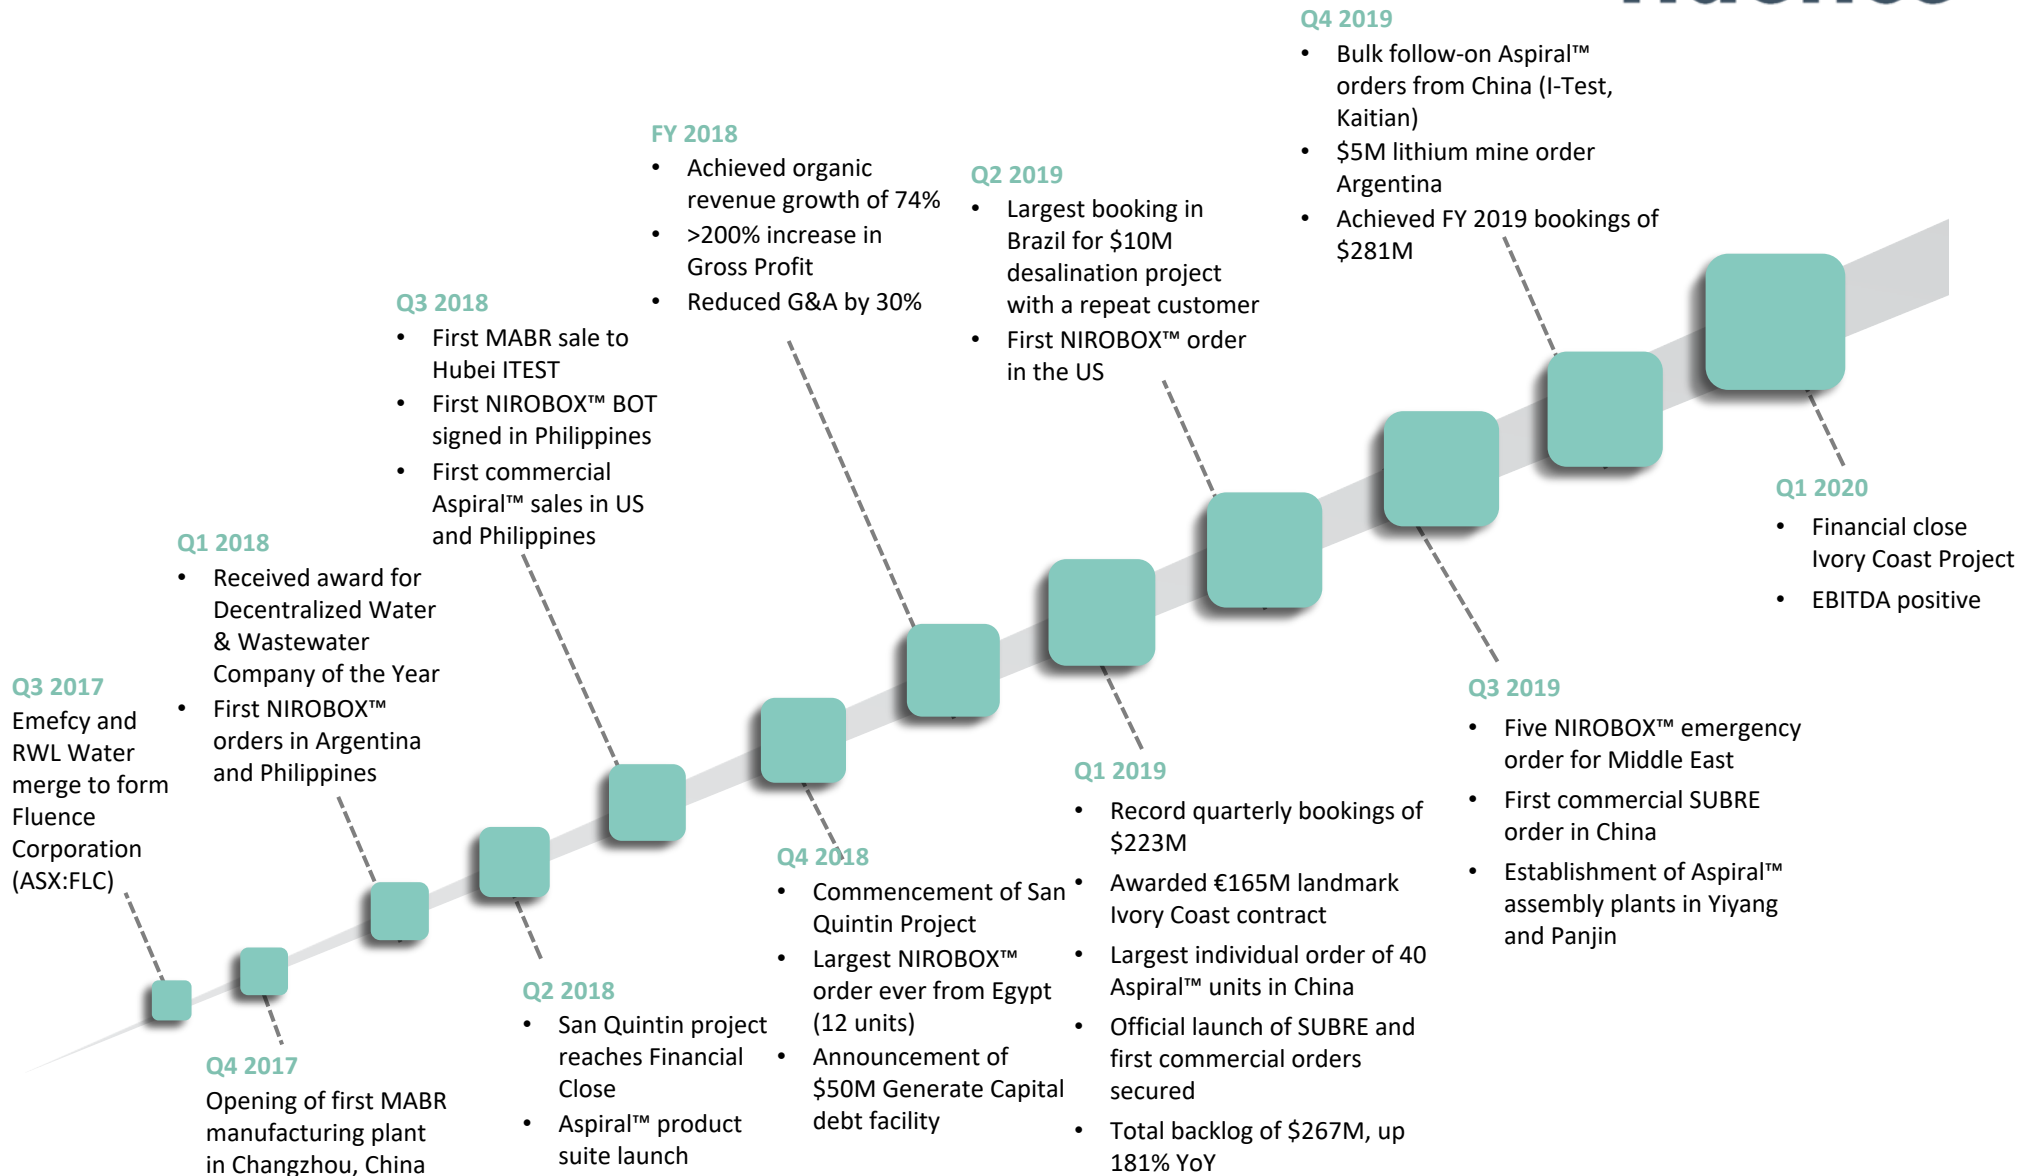 Q3 2017
Emefcy and
RWL Water
merge to form
Fluence
Corporation
(ASX:FLC)
Q4 2017
Opening of first MABR
manufacturing plant
in Changzhou, China
Q1 2018
• Received award for
Decentralized Water
& Wastewater
Company of the Year
• First NIROBOX™
orders in Argentina
and Philippines
Q2 2018
• San Quintin project
reaches Financial
Close
• Aspiral™ product
suite launch
Q3 2018
• First MABR sale to
Hubei ITEST
• First NIROBOX™ BOT
signed in Philippines
• First commercial
Aspiral™ sales in US
and Philippines
Q4 2018
• Commencement of San
Quintin Project
• Largest NIROBOX™
order ever from Egypt
(12 units)
• Announcement of
$50M Generate Capital
debt facility
FY 2018
• Achieved organic
revenue growth of 74%
• >200% increase in
Gross Profit
• Reduced G&A by 30%
Q1 2019
• Record quarterly bookings of
$223M
• Awarded €165M landmark
Ivory Coast contract
• Largest individual order of 40
Aspiral™ units in China
• Official launch of SUBRE and
first commercial orders
secured
• Total backlog of $267M, up
181% YoY
Q2 2019
• Largest booking in
Brazil for $10M
desalination project
with a repeat customer
• First NIROBOX™ order
in the US
Q3 2019
• Five NIROBOX™ emergency
order for Middle East
• First commercial SUBRE
order in China
• Establishment of Aspiral™
assembly plants in Yiyang
and Panjin
Q4 2019
• Bulk follow-on Aspiral™
orders from China (I-Test,
Kaitian)
• $5M lithium mine order
Argentina
• Achieved FY 2019 bookings of
$281M
Q1 2020
• Financial close
Ivory Coast Project
• EBITDA positive